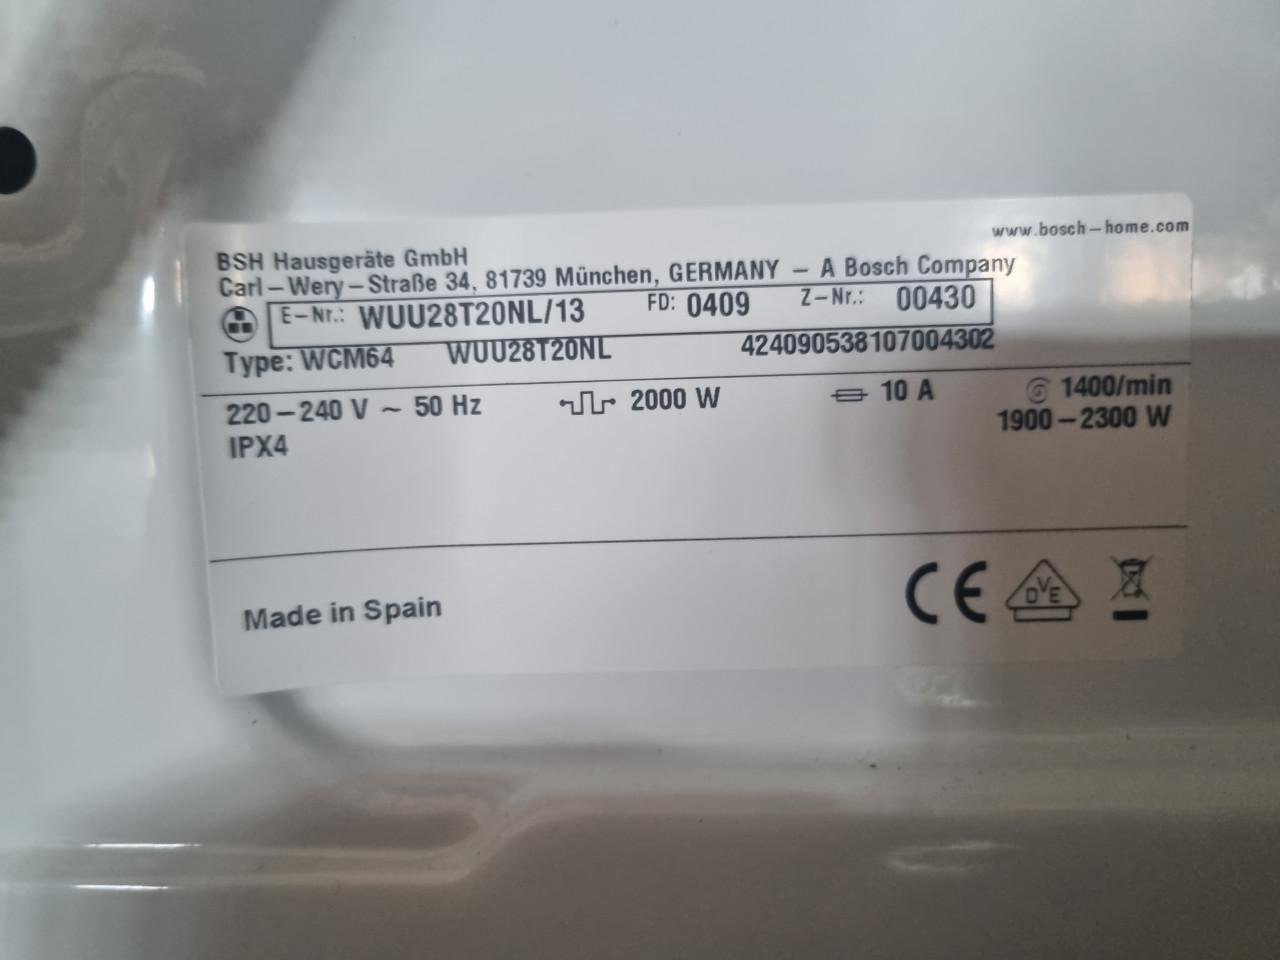 www.bosch-home.com
BSH Hausgeräte GmbH
Carl-Wery-Straße 34, 81739 München, GERMANY - A Bosch Company
E-Nr.: WUU28T20NL/13 FD: 0409 Z-Nr.: 00430
Type: WCM64 WUU28T20NL 424090538107004302
220-240 V ~ 50 Hz 2000 W 10 A 1400/min
IPX4 1900-2300 W
Made in Spain CE DVE